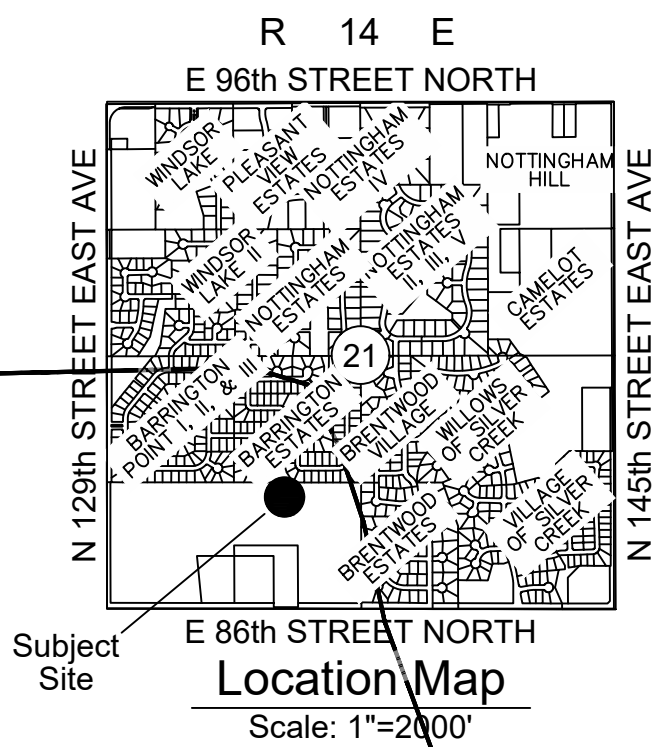 R 14 E
E 96th STREET NORTH
N 129th STREET EAST AVE
N 145th STREET EAST AVE
WINDSOR
LAKE
PLEASANT
VIEW
ESTATES
NOTTINGHAM
ESTATES
IV
NOTTINGHAM
HILL
WINDSOR
LAKE II
NOTTINGHAM
ESTATES
NOTTINGHAM
ESTATES
II, III, V
CAMELOT
ESTATES
21
BARRINGTON
POINT I, II, & III
BARRINGTON
ESTATES
BRENTWOOD
VILLAGE
WILLOWS
OF SILVER
CREEK
BRENTWOOD
ESTATES
VILLAGE
OF SILVER
CREEK
Subject
Site
E 86th STREET NORTH
Location Map
Scale: 1"=2000'